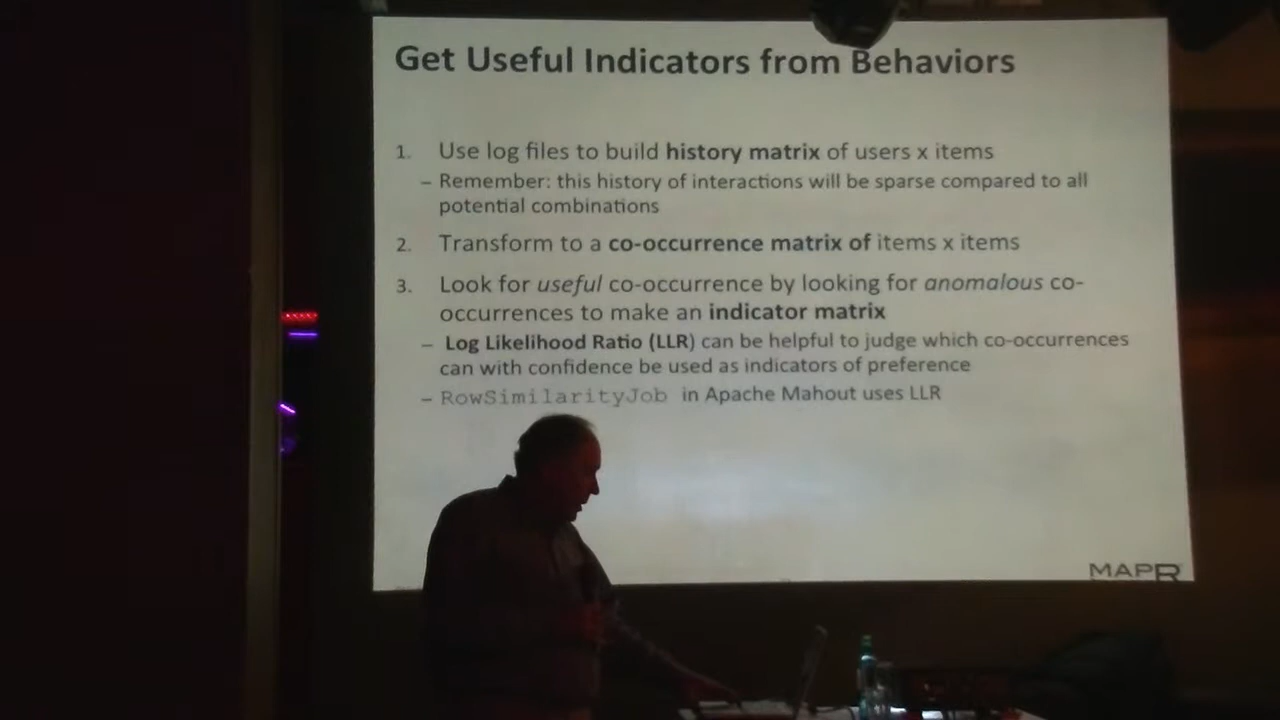 Get Useful Indicators from Behaviors
1. Use log files to build history matrix of users x items
– Remember: this history of interactions will be sparse compared to all
potential combinations
2. Transform to a co-occurrence matrix of items x items
3. Look for useful co-occurrence by looking for anomalous co-
occurrences to make an indicator matrix
– Log Likelihood Ratio (LLR) can be helpful to judge which co-occurrences
can with confidence be used as indicators of preference
– RowSimilarityJob in Apache Mahout uses LLR
MAPR